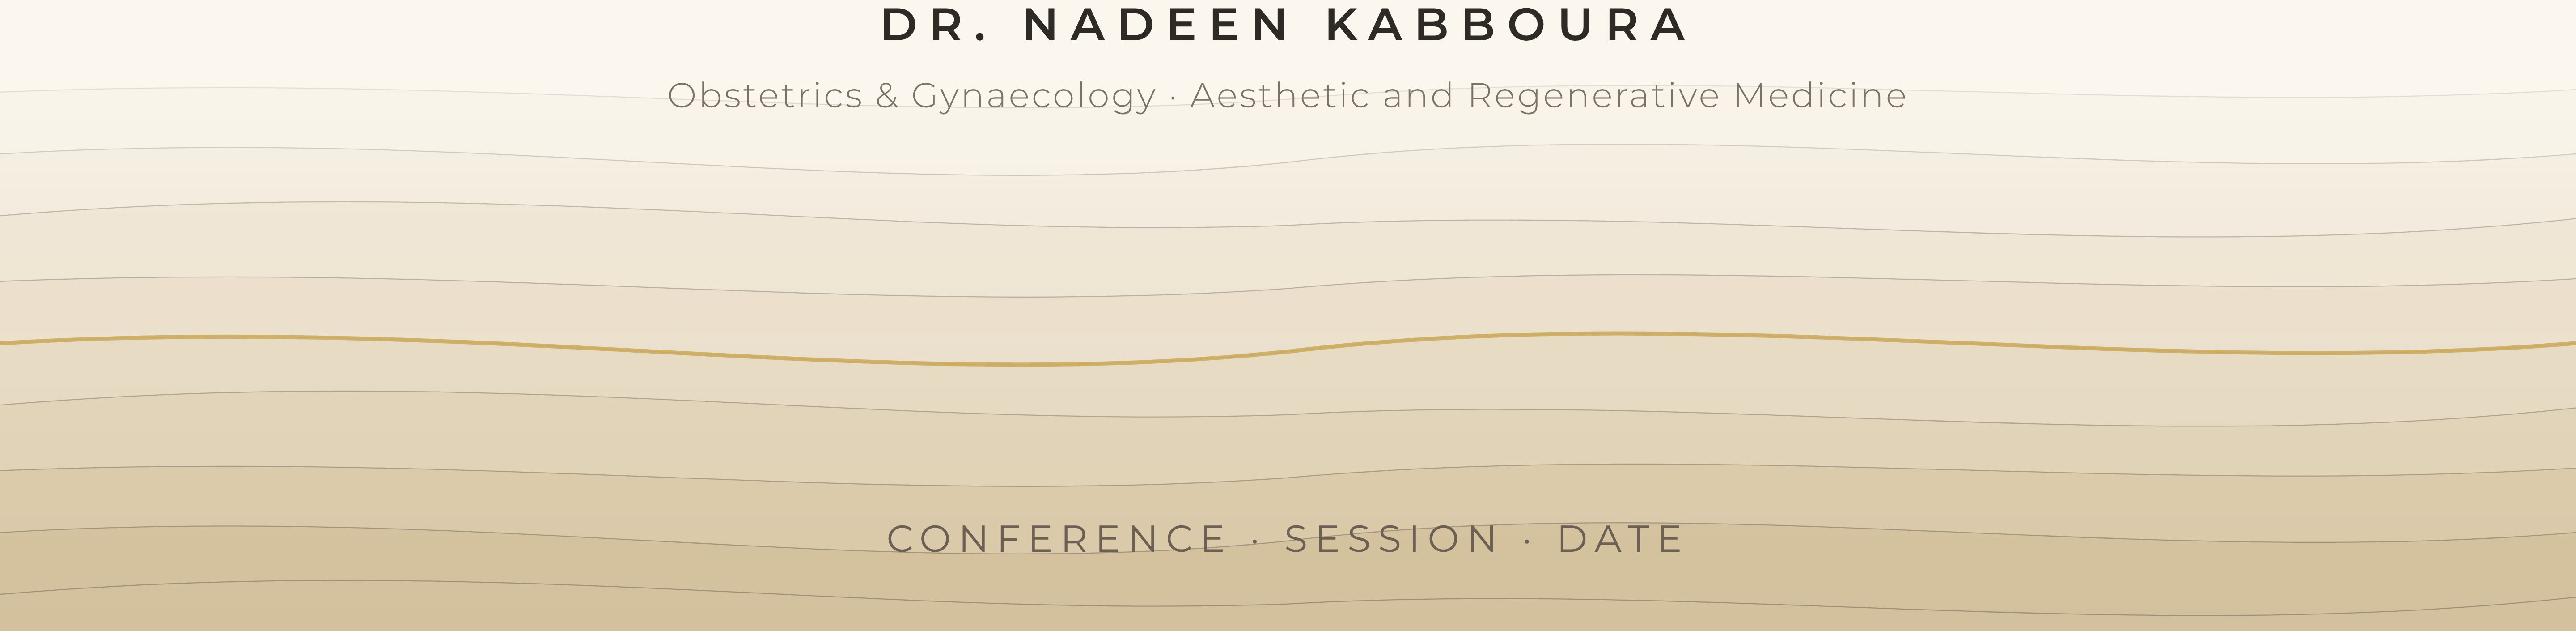 DR. NADEEN KABBOURA
Obstetrics & Gynaecology · Aesthetic and Regenerative Medicine
CONFERENCE · SESSION · DATE